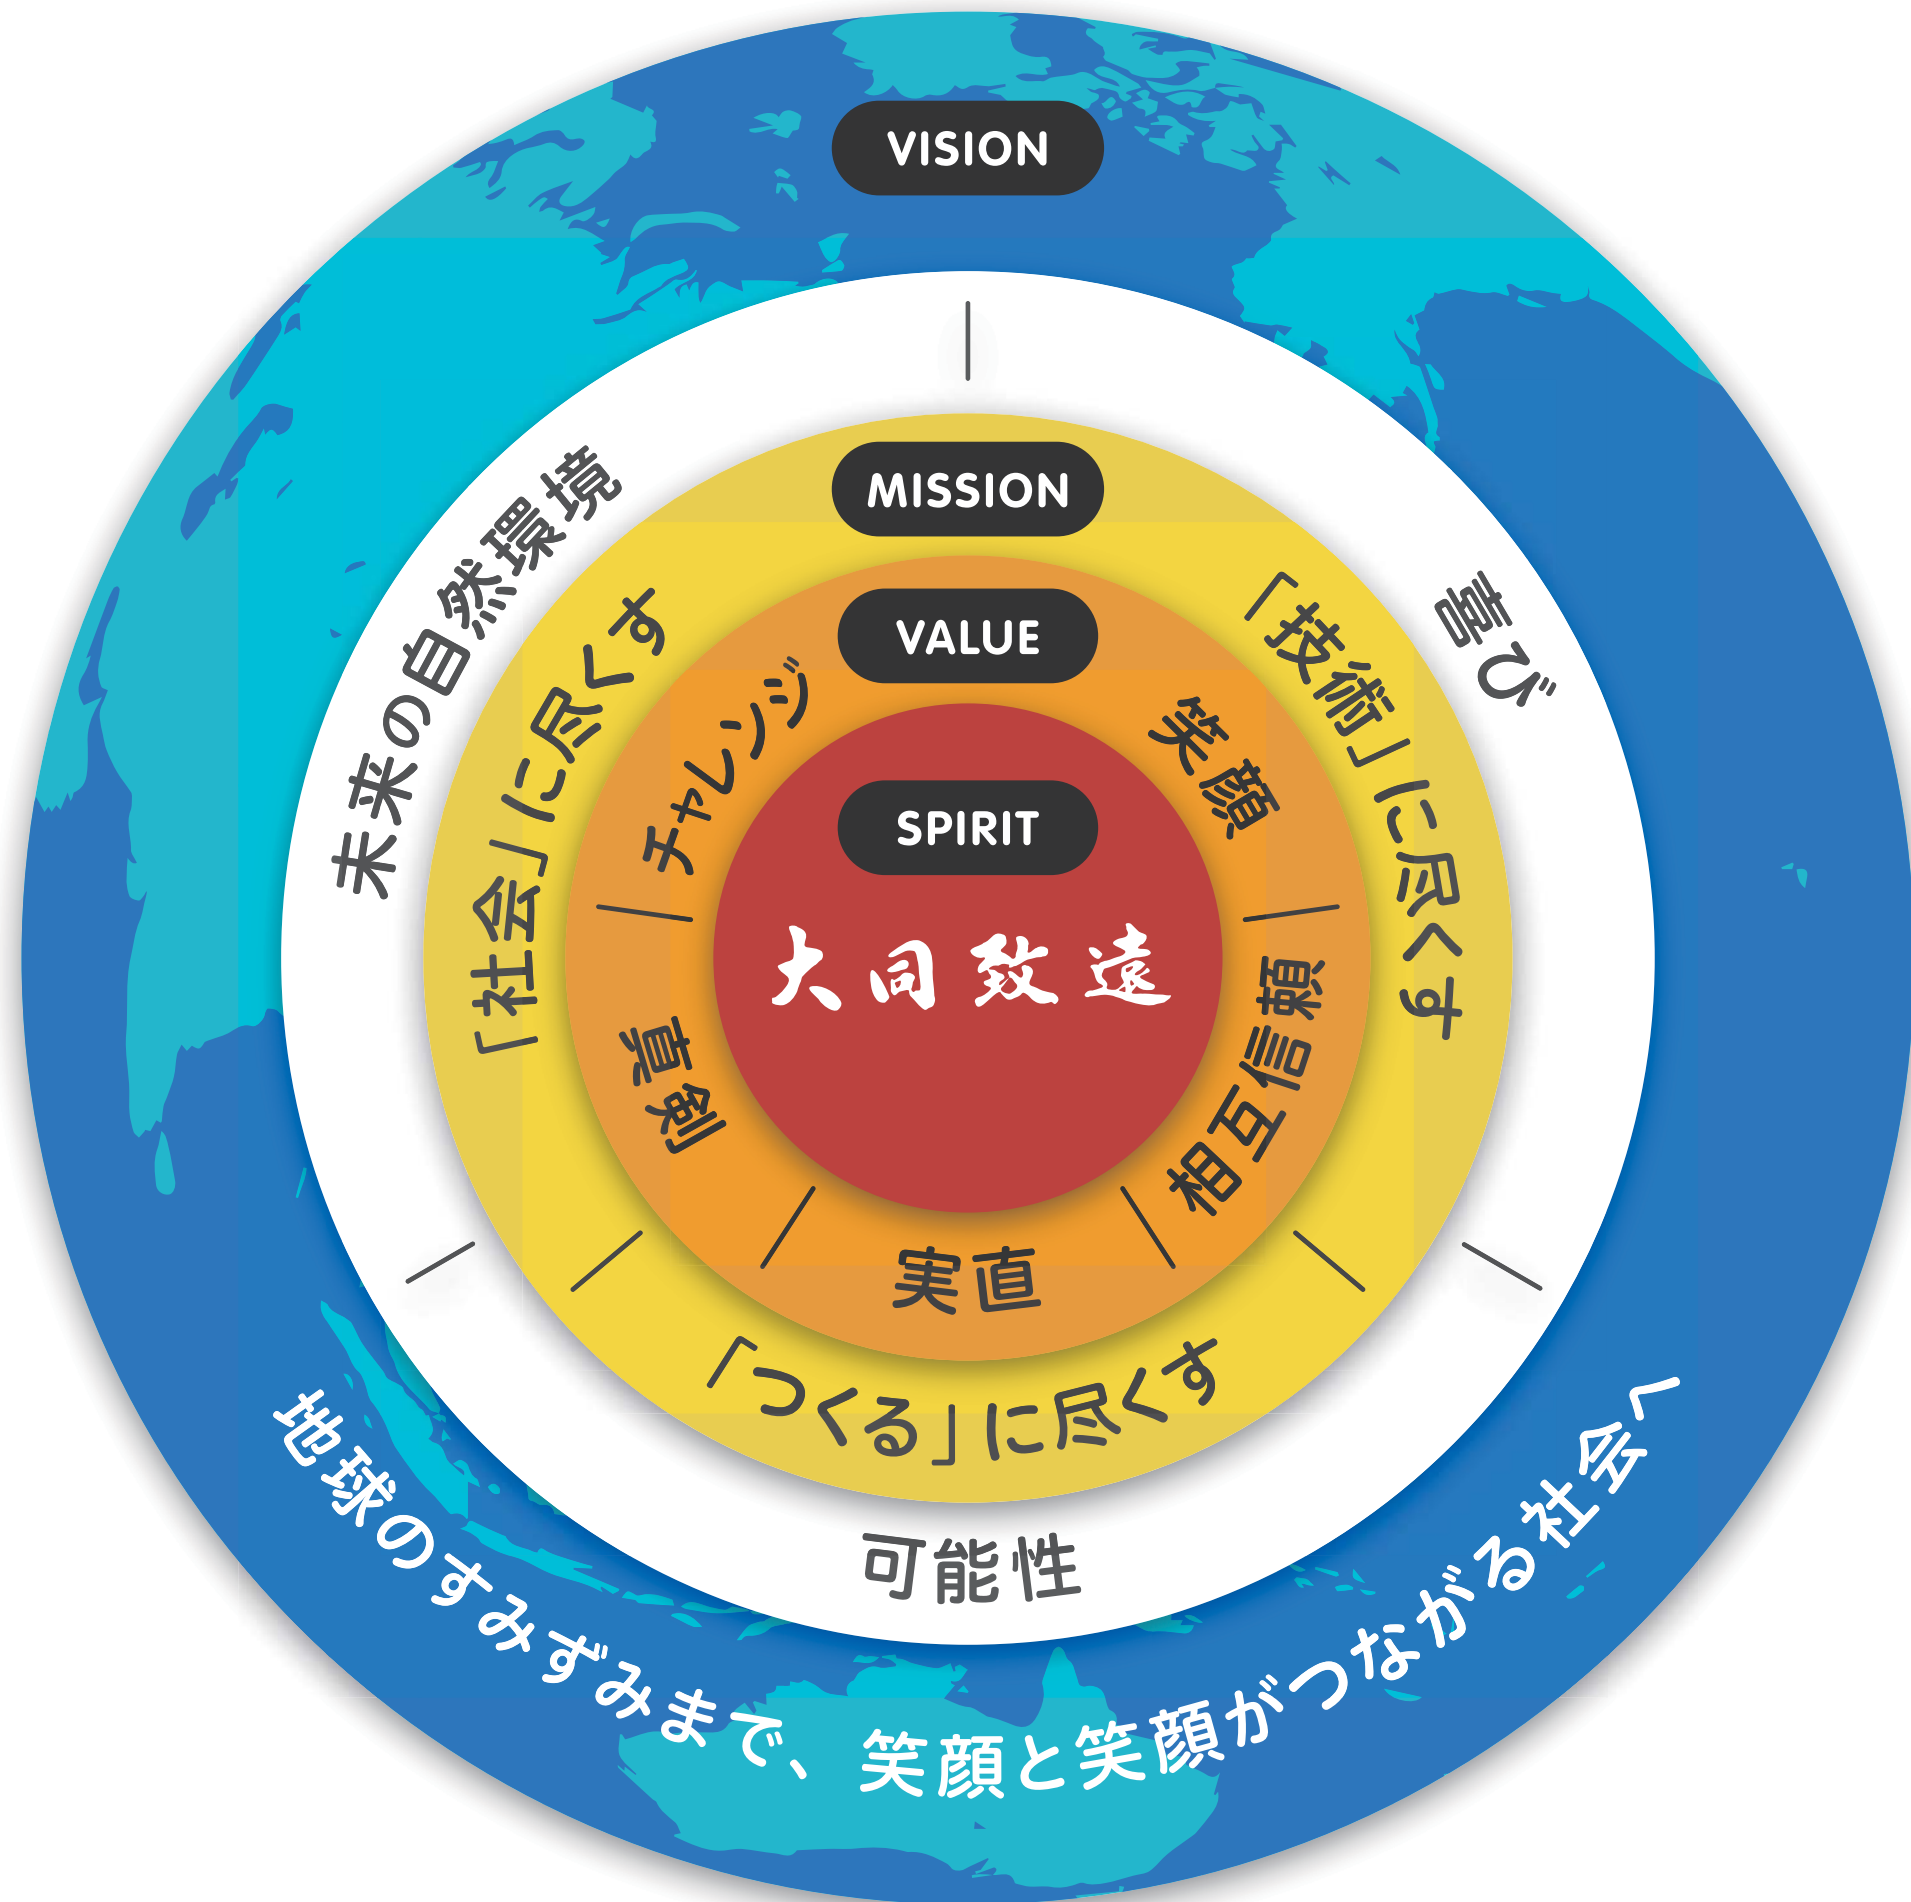 VISION
地球のすみずみまで、笑顔と笑顔がつながる社会へ
未来の自然環境
喜び
可能性
MISSION
「社会」に尽くす
「技術」に尽くす
「つくる」に尽くす
VALUE
チャレンジ
笑顔
真剣
実直
相互信頼
SPIRIT
大同致遠